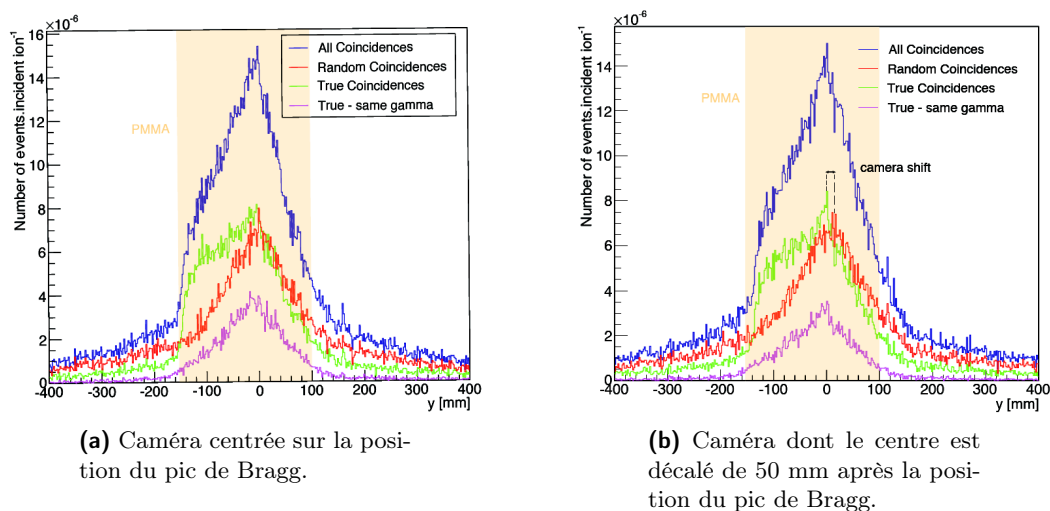 ×10⁻⁶
Number of events.incident ion⁻¹
16
14
12
10
8
6
4
2
0
-400
-300
-200
-100
0
100
200
300
400
y [mm]
PMMA
All Coincidences
Random Coincidences
True Coincidences
True - same gamma
(a) Caméra centrée sur la posi-
tion du pic de Bragg.
×10⁻⁶
Number of events.incident ion⁻¹
14
12
10
8
6
4
2
0
-400
-300
-200
-100
0
100
200
300
400
y [mm]
PMMA
All Coincidences
Random Coincidences
True Coincidences
True - same gamma
camera shift
(b) Caméra dont le centre est
décalé de 50 mm après la posi-
tion du pic de Bragg.